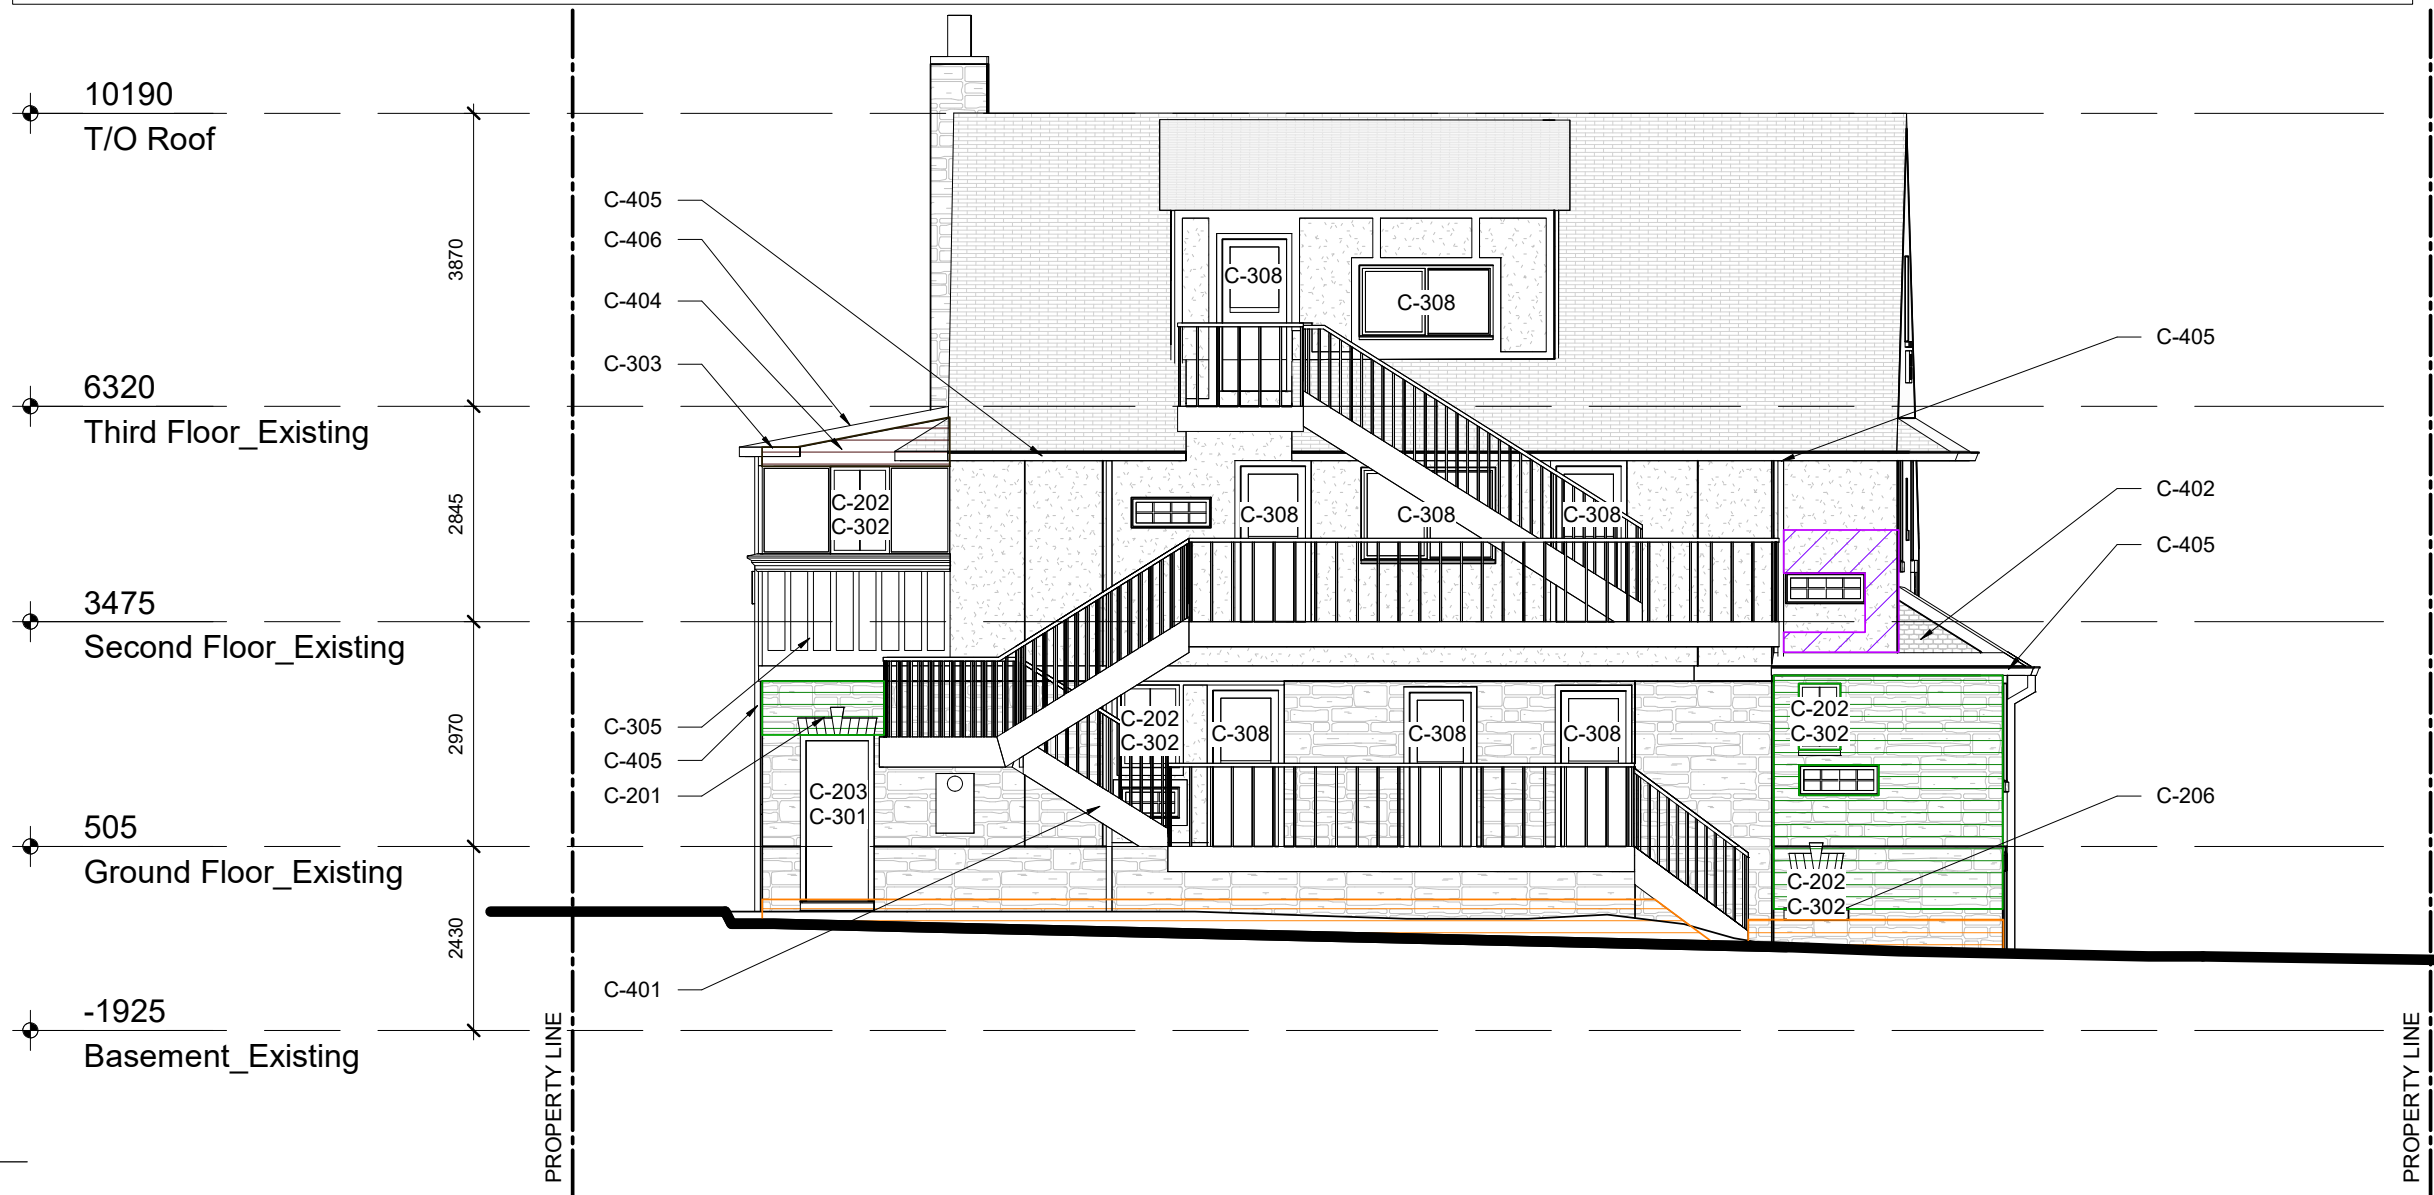 10190
T/O Roof
3870
6320
Third Floor_Existing
2845
3475
Second Floor_Existing
2970
505
Ground Floor_Existing
2430
-1925
Basement_Existing
PROPERTY LINE
C-405
C-406
C-404
C-303
C-305
C-405
C-201
C-401
C-308
C-308
C-202
C-302
C-308
C-308
C-308
C-202
C-302
C-308
C-308
C-308
C-203
C-301
C-202
C-302
C-202
C-302
C-405
C-402
C-405
C-206
PROPERTY LINE